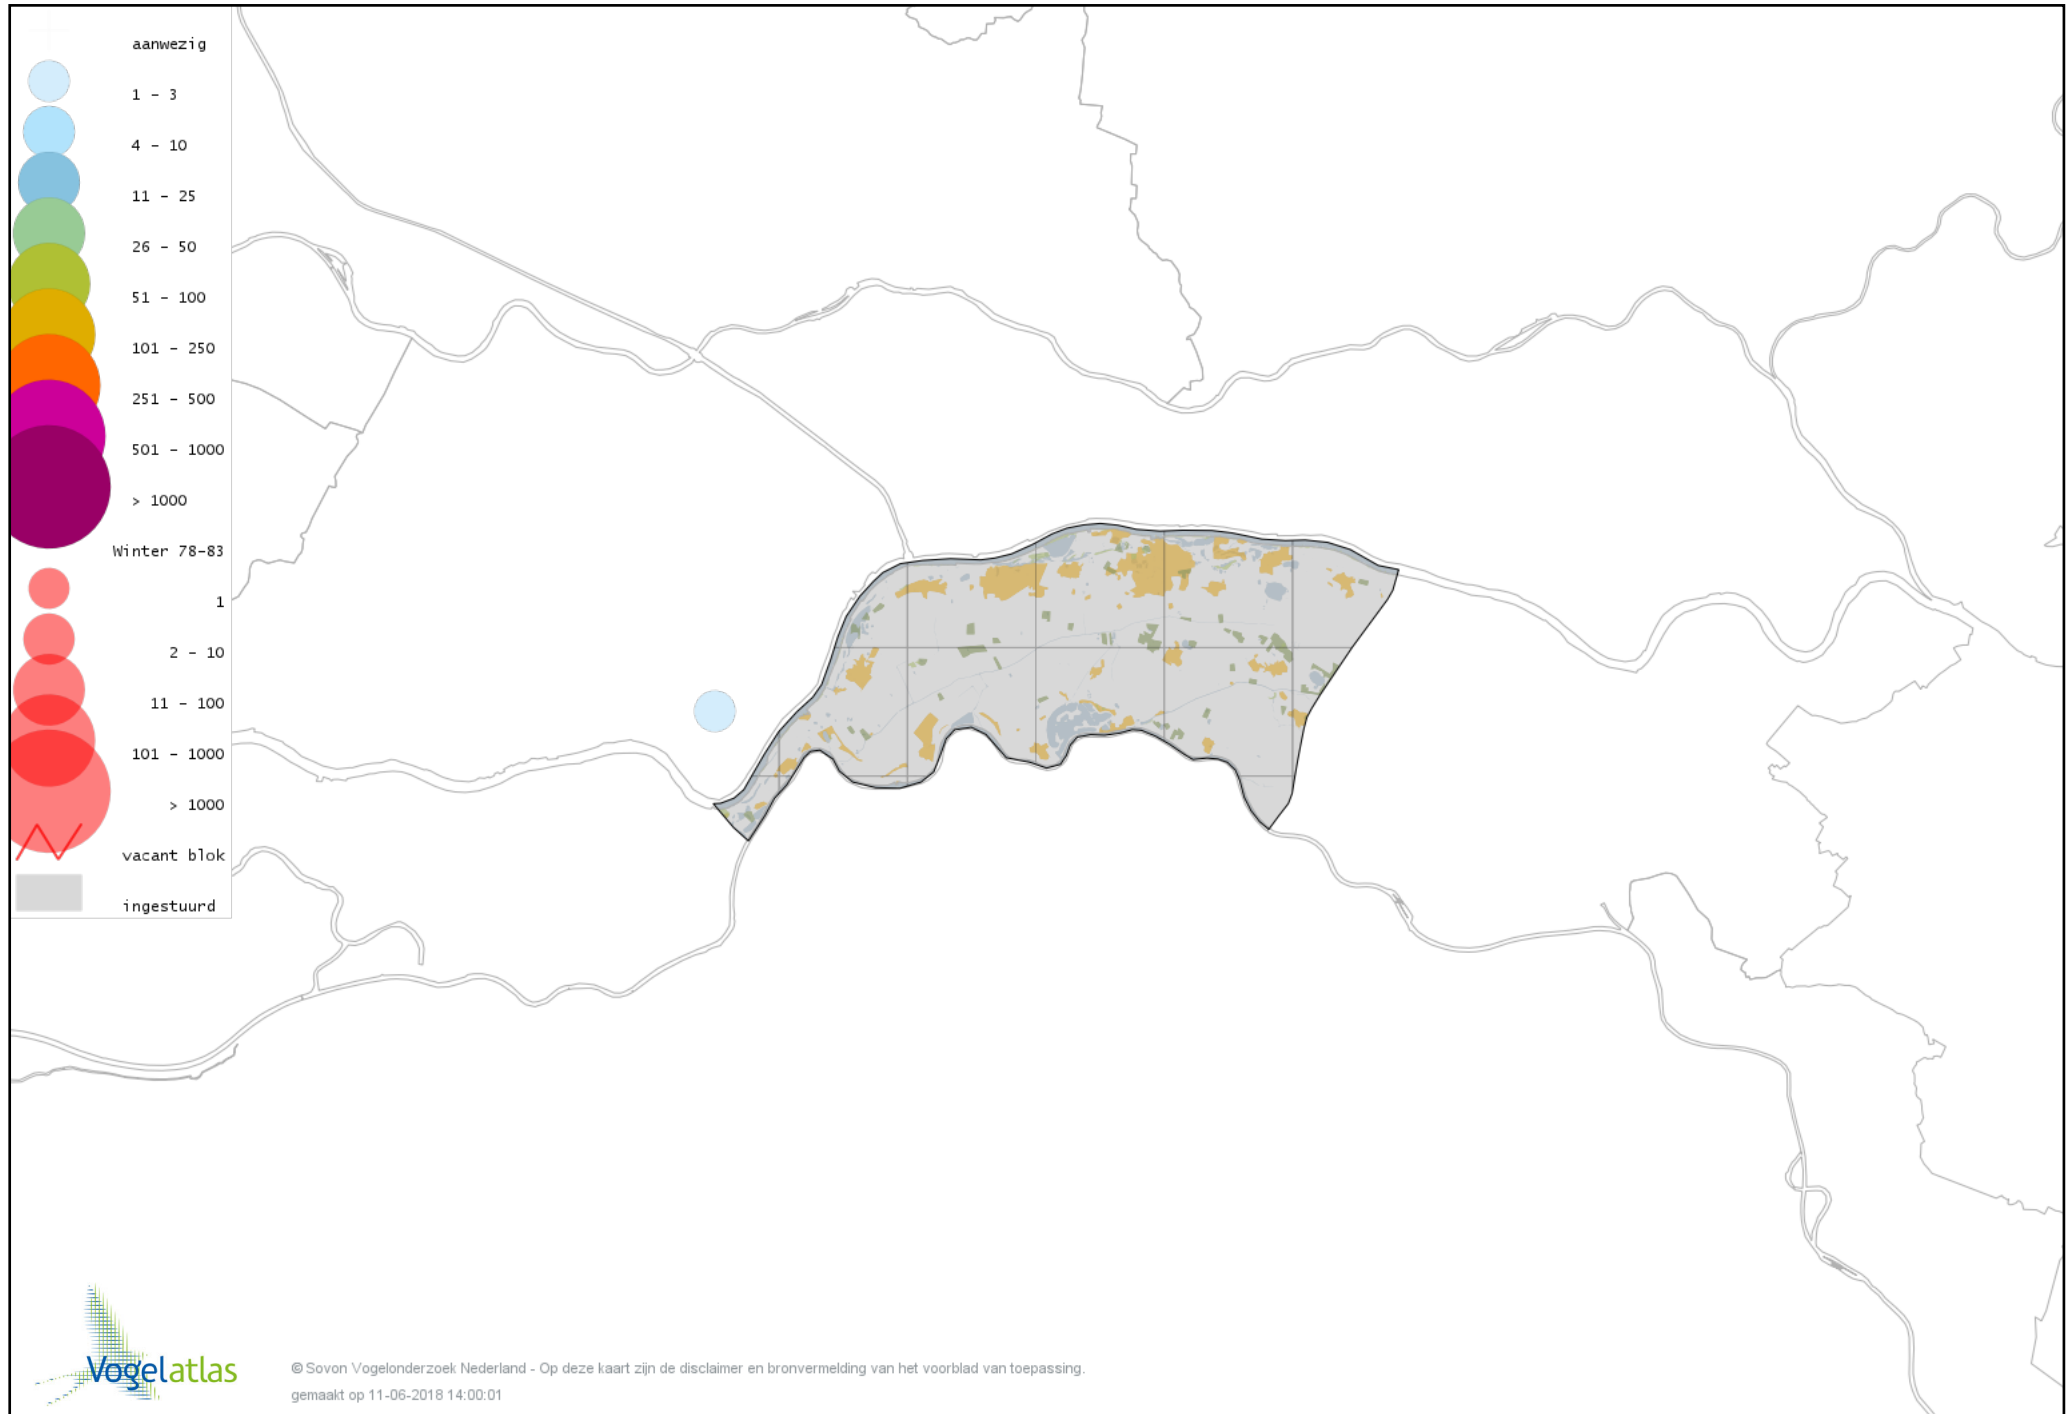 aanwezig
1 - 3
4 - 10
11 - 25
26 - 50
51 - 100
101 - 250
251 - 500
501 - 1000
> 1000
Winter 78-83
1
2 - 10
11 - 100
101 - 1000
> 1000
vacant blok
ingestuurd
Vogelatlas
© Sovon Vogelonderzoek Nederland - Op deze kaart zijn de disclaimer en bronvermelding van het voorblad van toepassing.
gemaakt op 11-06-2018 14:00:01